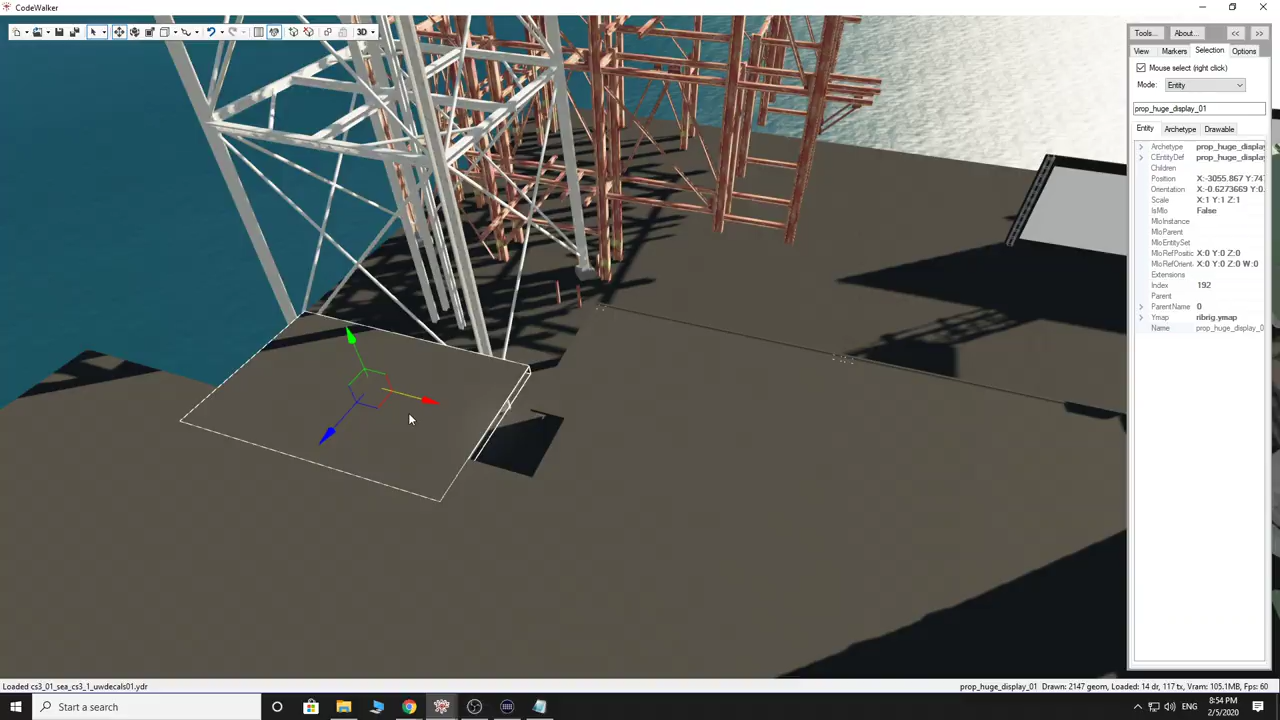 CodeWalker
3D
Tools...
About...
<<
>>
View
Markers
Selection
Options
Mouse select (right click)
Mode:
Entity
prop_huge_display_01
Entity
Archetype
Drawable
Archetype prop_huge_display
CEntityDef prop_huge_display
Children
Position X:-3055.867 Y:74
Orientation X:-0.6273669 Y:0.
Scale X:1 Y:1 Z:1
IsMlo False
MloInstance
MloParent
MloEntitySet
MloRefPositic X:0 Y:0 Z:0
MloRefOrient X:0 Y:0 Z:0 W:0
Extensions
Index 192
Parent
ParentName 0
Ymap ribrig.ymap
Name prop_huge_display_0
Loaded cs3_01_sea_cs3_1_uwdecals01.ydr
prop_huge_display_01 Drawn: 2147 geom, Loaded: 14 dr, 117 tx, Vram: 105.1MB, Fps: 60
Start a search
ENG
8:54 PM
2/5/2020